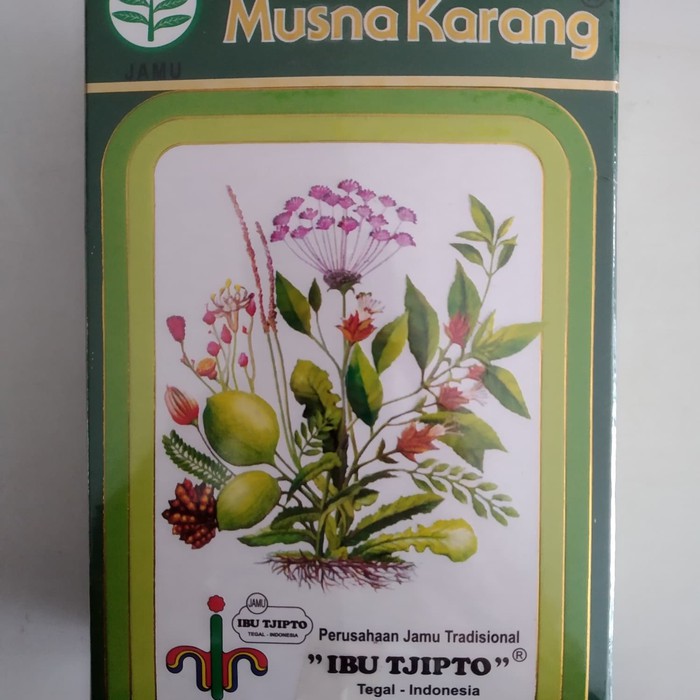 Musna Karang ®
JAMU
JAMU
IBU TJIPTO
TEGAL - INDONESIA
Perusahaan Jamu Tradisional
” IBU TJIPTO ” ®
Tegal - Indonesia